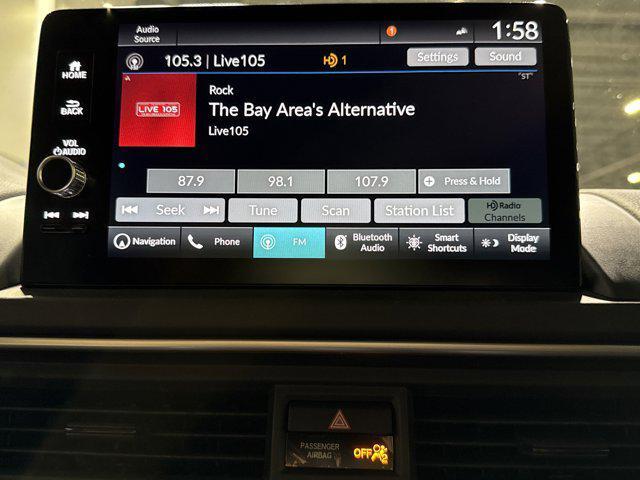 Audio
Source
1
1:58
HOME
BACK
VOL
AUDIO
105.3 | Live105
HD 1
Settings
Sound
"ST"
LIVE 105
Rock
The Bay Area's Alternative
Live105
87.9
98.1
107.9
Press & Hold
Seek
Tune
Scan
Station List
HD Radio
Channels
Navigation
Phone
FM
Bluetooth
Audio
Smart
Shortcuts
Display
Mode
PASSENGER
AIRBAG
OFF